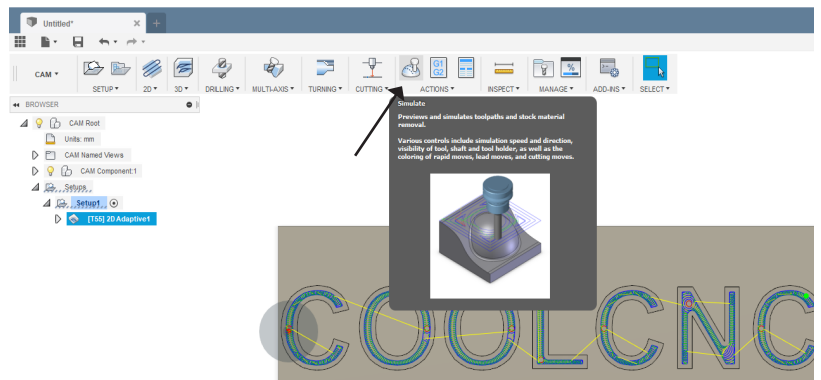 Untitled*
CAM
SETUP
2D
3D
DRILLING
MULTI-AXIS
TURNING
CUTTING
G1
G2
ACTIONS
INSPECT
%
MANAGE
ADD-INS
SELECT
BROWSER
CAM Root
Units: mm
CAM Named Views
CAM Component:1
Setups
Setup1
[T55] 2D Adaptive1
Simulate
Previews and simulates toolpaths and stock material
removal.
Various controls include simulation speed and direction,
visibility of tool, shaft and tool holder, as well as the
coloring of rapid moves, lead moves, and cutting moves.
COOLCNC